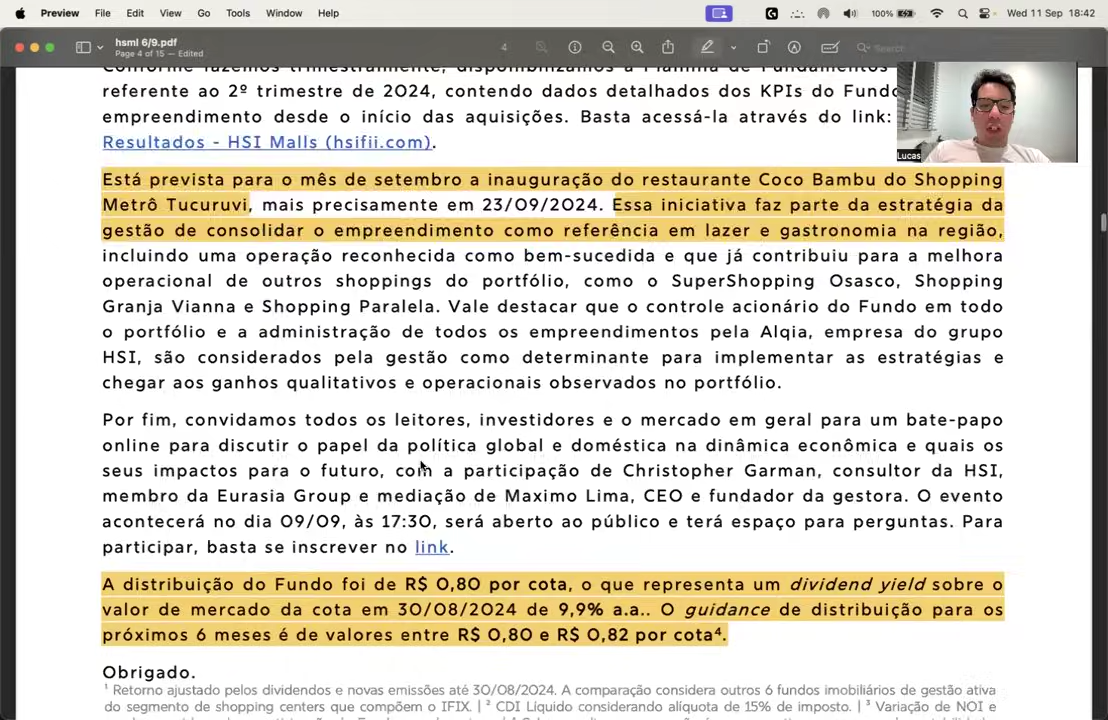 Preview File Edit View Go Tools Window Help 100% Wed 11 Sep 18:42
hsml 6/9.pdf
Page 4 of 15 — Edited
4
Search
Conforme fazemos trimestralmente, disponibilizamos a Planilha de Fundamentos
referente ao 2º trimestre de 2024, contendo dados detalhados dos KPIs do Fundo
empreendimento desde o início das aquisições. Basta acessá-la através do link:
Resultados - HSI Malls (hsifii.com).
Lucas
Está prevista para o mês de setembro a inauguração do restaurante Coco Bambu do Shopping
Metrô Tucuruvi, mais precisamente em 23/09/2024. Essa iniciativa faz parte da estratégia da
gestão de consolidar o empreendimento como referência em lazer e gastronomia na região,
incluindo uma operação reconhecida como bem-sucedida e que já contribuiu para a melhora
operacional de outros shoppings do portfólio, como o SuperShopping Osasco, Shopping
Granja Vianna e Shopping Paralela. Vale destacar que o controle acionário do Fundo em todo
o portfólio e a administração de todos os empreendimentos pela Alqia, empresa do grupo
HSI, são considerados pela gestão como determinante para implementar as estratégias e
chegar aos ganhos qualitativos e operacionais observados no portfólio.
Por fim, convidamos todos os leitores, investidores e o mercado em geral para um bate-papo
online para discutir o papel da política global e doméstica na dinâmica econômica e quais os
seus impactos para o futuro, com a participação de Christopher Garman, consultor da HSI,
membro da Eurasia Group e mediação de Maximo Lima, CEO e fundador da gestora. O evento
acontecerá no dia 09/09, às 17:30, será aberto ao público e terá espaço para perguntas. Para
participar, basta se inscrever no link.
A distribuição do Fundo foi de R$ 0,80 por cota, o que representa um dividend yield sobre o
valor de mercado da cota em 30/08/2024 de 9,9% a.a.. O guidance de distribuição para os
próximos 6 meses é de valores entre R$ 0,80 e R$ 0,82 por cota⁴.
Obrigado.
¹ Retorno ajustado pelos dividendos e novas emissões até 30/08/2024. A comparação considera outros 6 fundos imobiliários de gestão ativa
do segmento de shopping centers que compõem o IFIX. | ² CDI Líquido considerando alíquota de 15% de imposto. | ³ Variação de NOI e